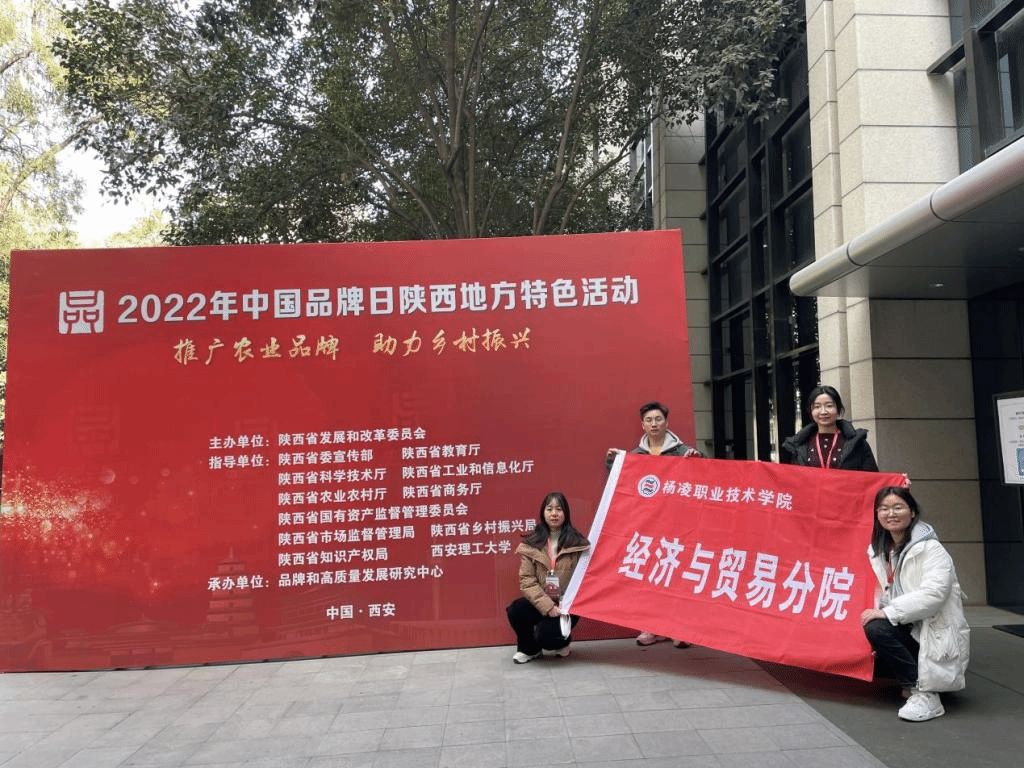 2022年中国品牌日陕西地方特色活动
推广农业品牌 助力乡村振兴
主办单位：陕西省发展和改革委员会
指导单位：陕西省委宣传部 陕西省教育厅
陕西省科学技术厅 陕西省工业和信息化厅
陕西省农业农村厅 陕西省商务厅
陕西省国有资产监督管理委员会
陕西省市场监督管理局 陕西省乡村振兴局
陕西省知识产权局 西安理工大学
承办单位：品牌和高质量发展研究中心
中国·西安
杨凌职业技术学院
经济与贸易分院